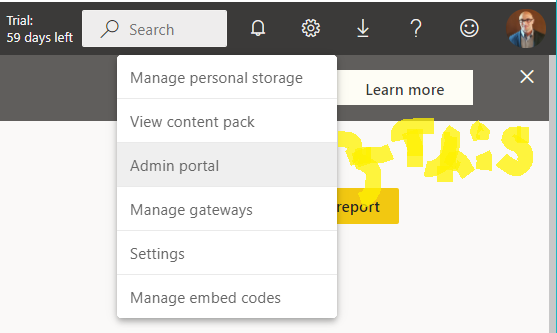 Trial:
59 days left
Search
?
Manage personal storage
Learn more
View content pack
THIS
Admin portal
Manage gateways
report
Settings
Manage embed codes